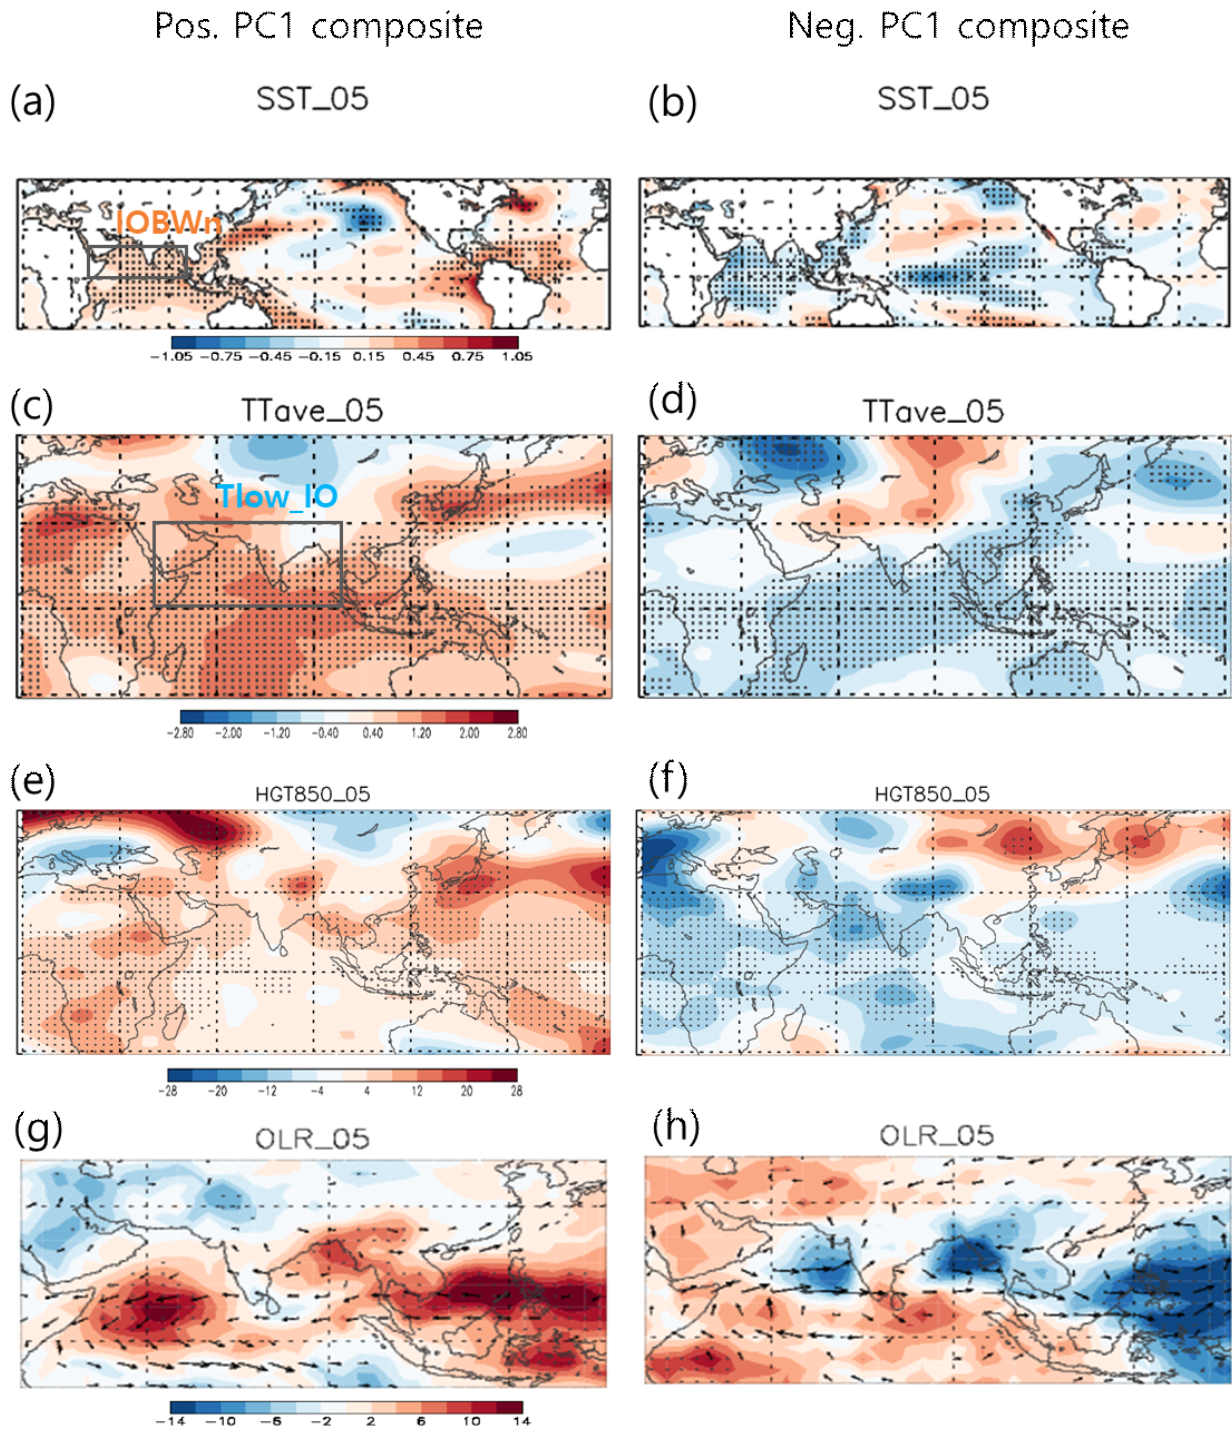 Pos. PC1 composite Neg. PC1 composite
(a) SST_05 (b) SST_05
IOBWn
-1.05 -0.75 -0.45 -0.15 0.15 0.45 0.75 1.05
(c) TTave_05 (d) TTave_05
Tlow_IO
-2.80 -2.00 -1.20 -0.40 0.40 1.20 2.00 2.80
(e) HGT850_05 (f) HGT850_05
-28 -20 -12 -4 4 12 20 28
(g) OLR_05 (h) OLR_05
-14 -10 -6 -2 2 6 10 14